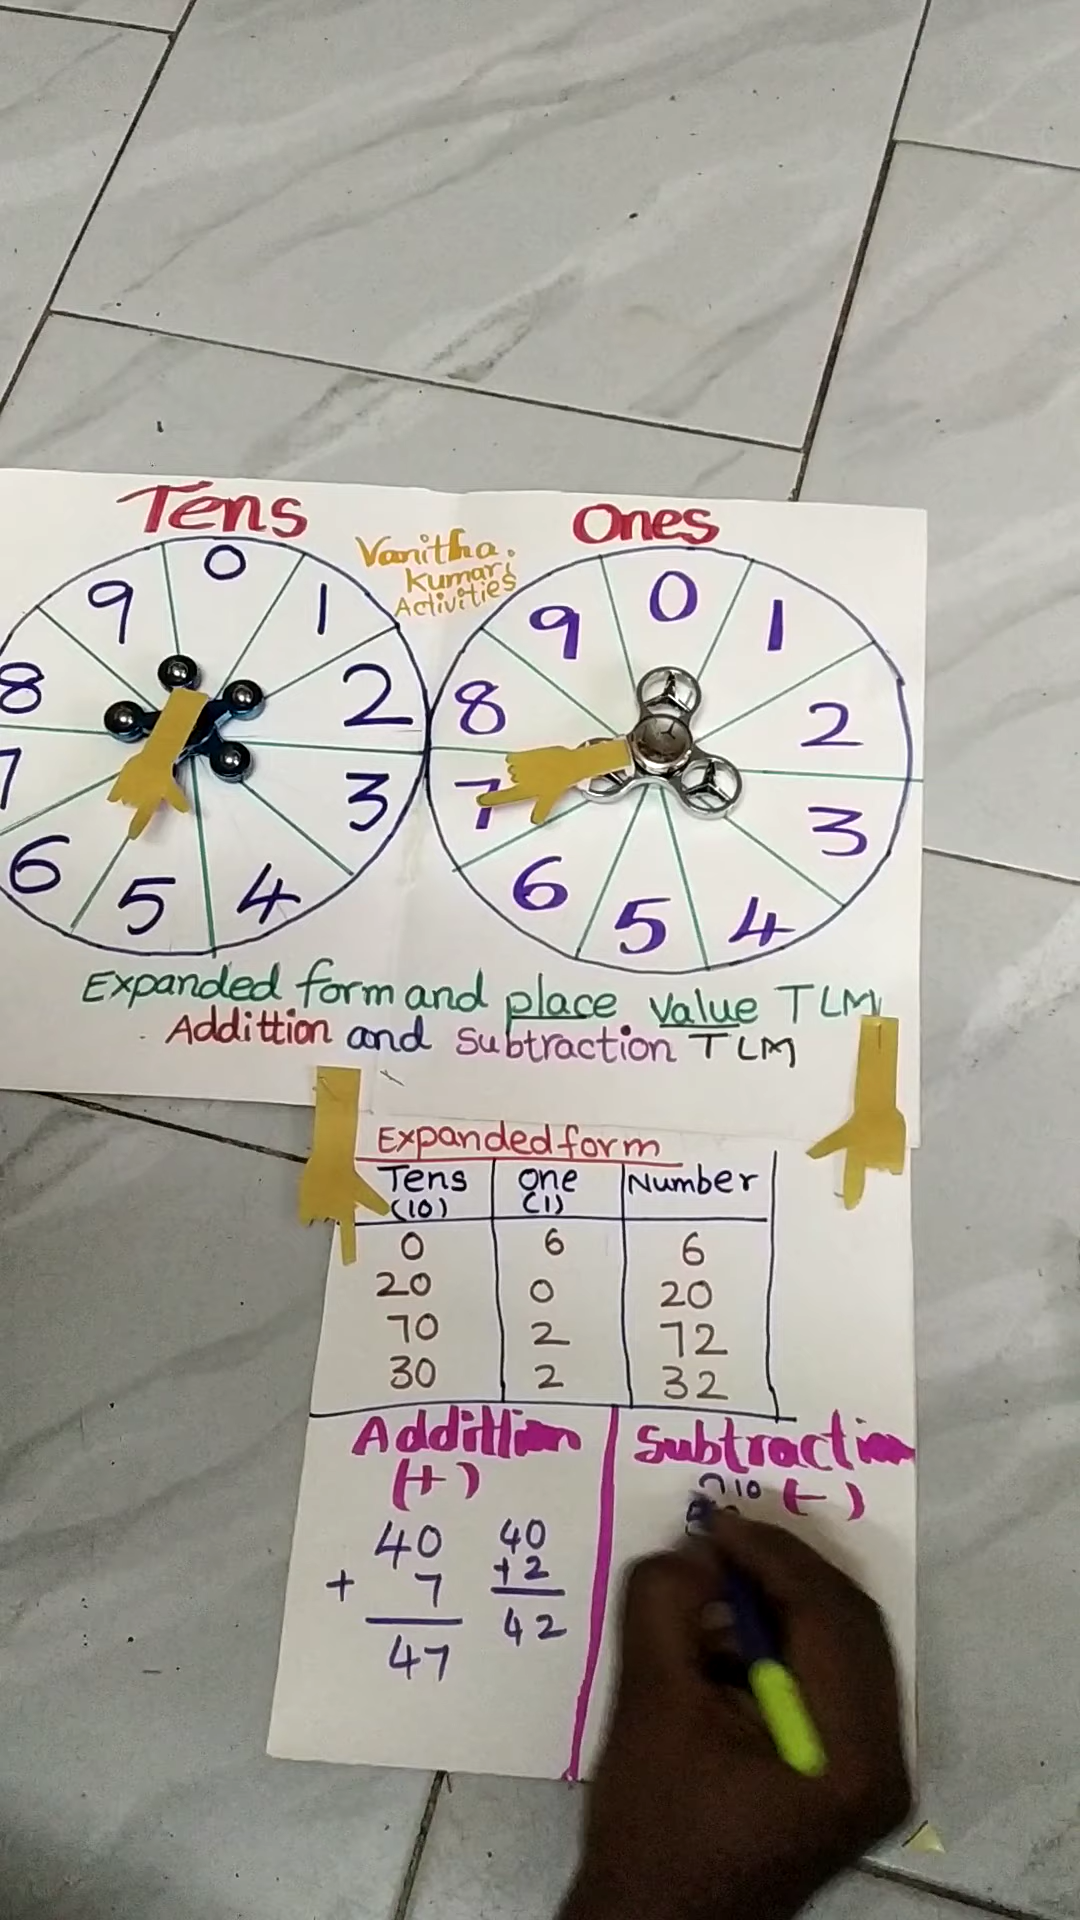 Tens
Ones
Vanitha.
Kumari
Activities
0
1
2
3
4
5
6
7
8
9
0
1
2
3
4
5
6
7
8
9
Expanded form and place value TLM
Addittion and Subtraction TLM
Expanded form
Tens One Number
(10) (1)
0 6 6
20 0 20
70 2 72
30 2 32
Addittion Subtraction
(+) (-)
710
40 40
+ 7 +2
47 42